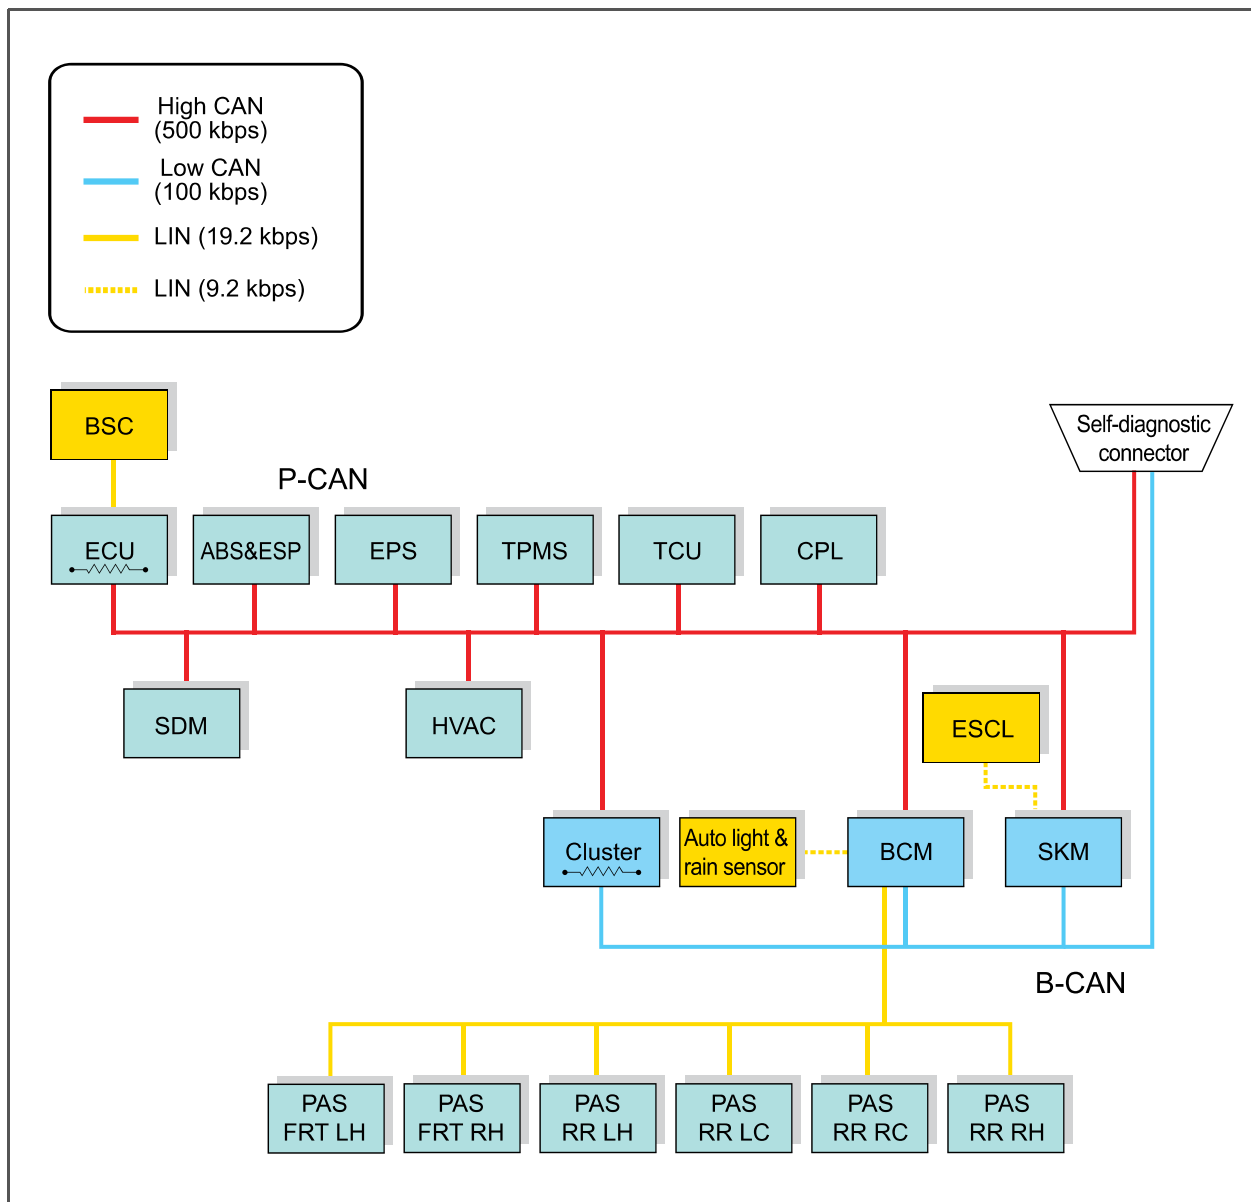 High CAN
(500 kbps)
Low CAN
(100 kbps)
LIN (19.2 kbps)
LIN (9.2 kbps)
BSC
Self-diagnostic
connector
P-CAN
ECU
ABS&ESP
EPS
TPMS
TCU
CPL
SDM
HVAC
ESCL
Cluster
Auto light &
rain sensor
BCM
SKM
B-CAN
PAS
FRT LH
PAS
FRT RH
PAS
RR LH
PAS
RR LC
PAS
RR RC
PAS
RR RH